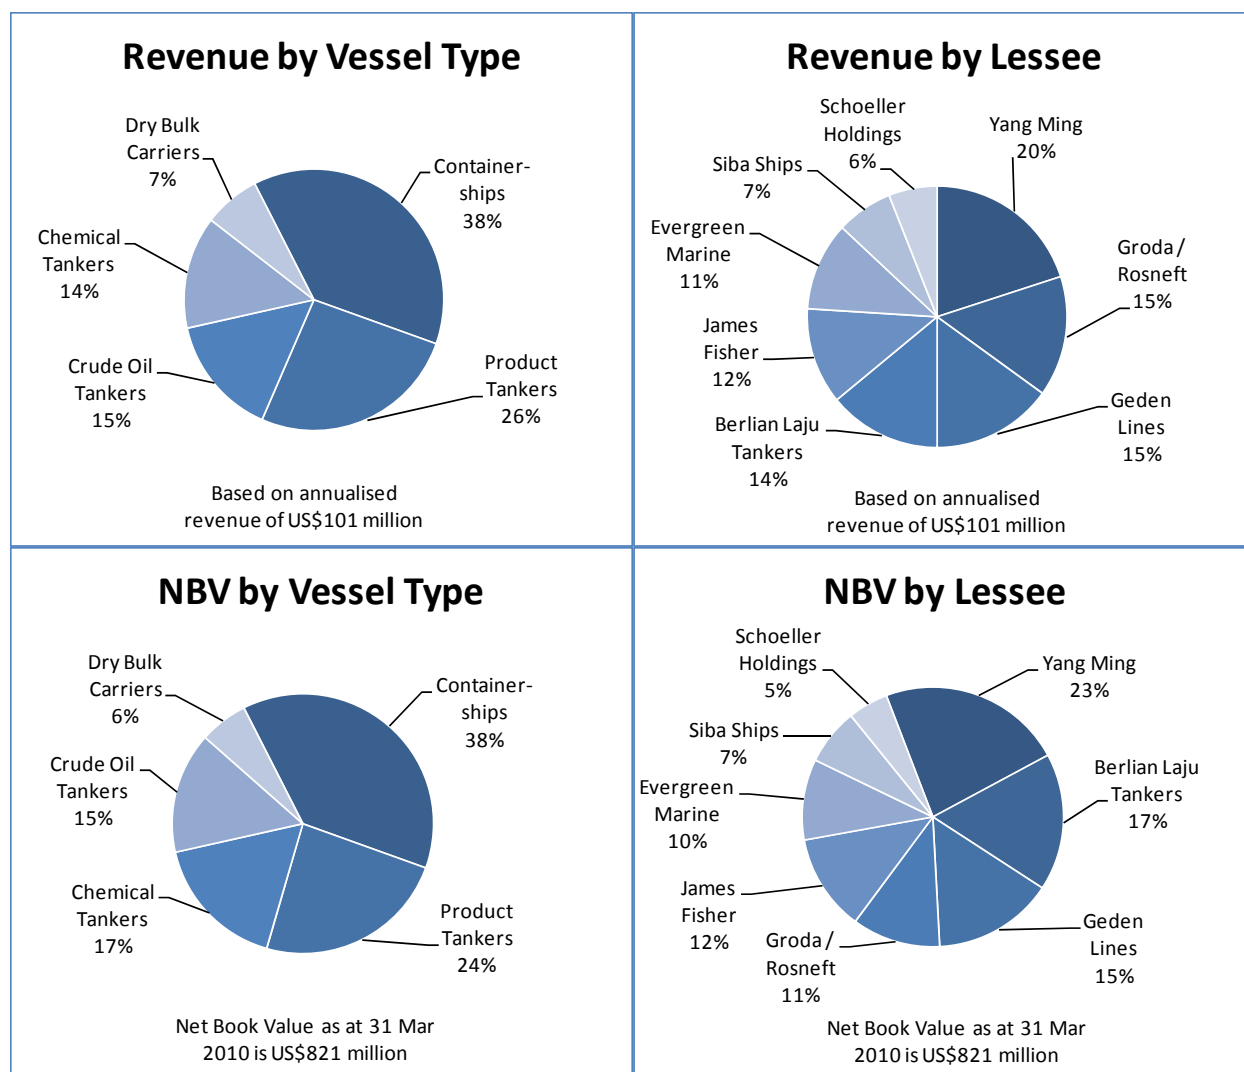 Revenue by Vessel Type
Dry Bulk
Carriers
7%
Container-
ships
38%
Chemical
Tankers
14%
Crude Oil
Tankers
15%
Product
Tankers
26%
Based on annualised
revenue of US$101 million
Revenue by Lessee
Schoeller
Holdings
6%
Yang Ming
20%
Siba Ships
7%
Evergreen
Marine
11%
Groda /
Rosneft
15%
James
Fisher
12%
Geden
Lines
15%
Berlian Laju
Tankers
14%
Based on annualised
revenue of US$101 million
NBV by Vessel Type
Dry Bulk
Carriers
6%
Container-
ships
38%
Crude Oil
Tankers
15%
Chemical
Tankers
17%
Product
Tankers
24%
Net Book Value as at 31 Mar
2010 is US$821 million
NBV by Lessee
Schoeller
Holdings
5%
Yang Ming
23%
Siba Ships
7%
Berlian Laju
Tankers
17%
Evergreen
Marine
10%
James
Fisher
12%
Groda /
Rosneft
11%
Geden
Lines
15%
Net Book Value as at 31 Mar
2010 is US$821 million